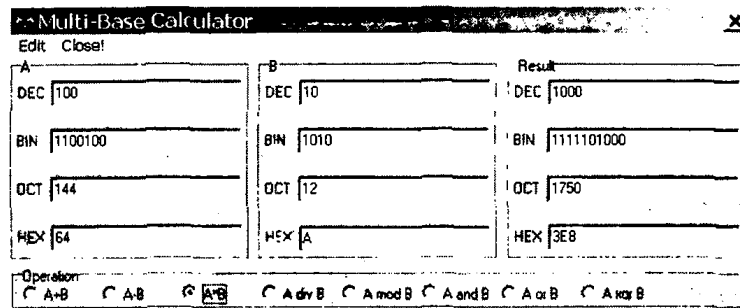 Multi-Base Calculator
Edit Close!
A B Result
DEC 100 DEC 10 DEC 1000
BIN 1100100 BIN 1010 BIN 1111101000
OCT 144 OCT 12 OCT 1750
HEX 64 HEX A HEX 3E8
Operation
A+B A-B A*B A div B A mod B A and B A or B A xor B